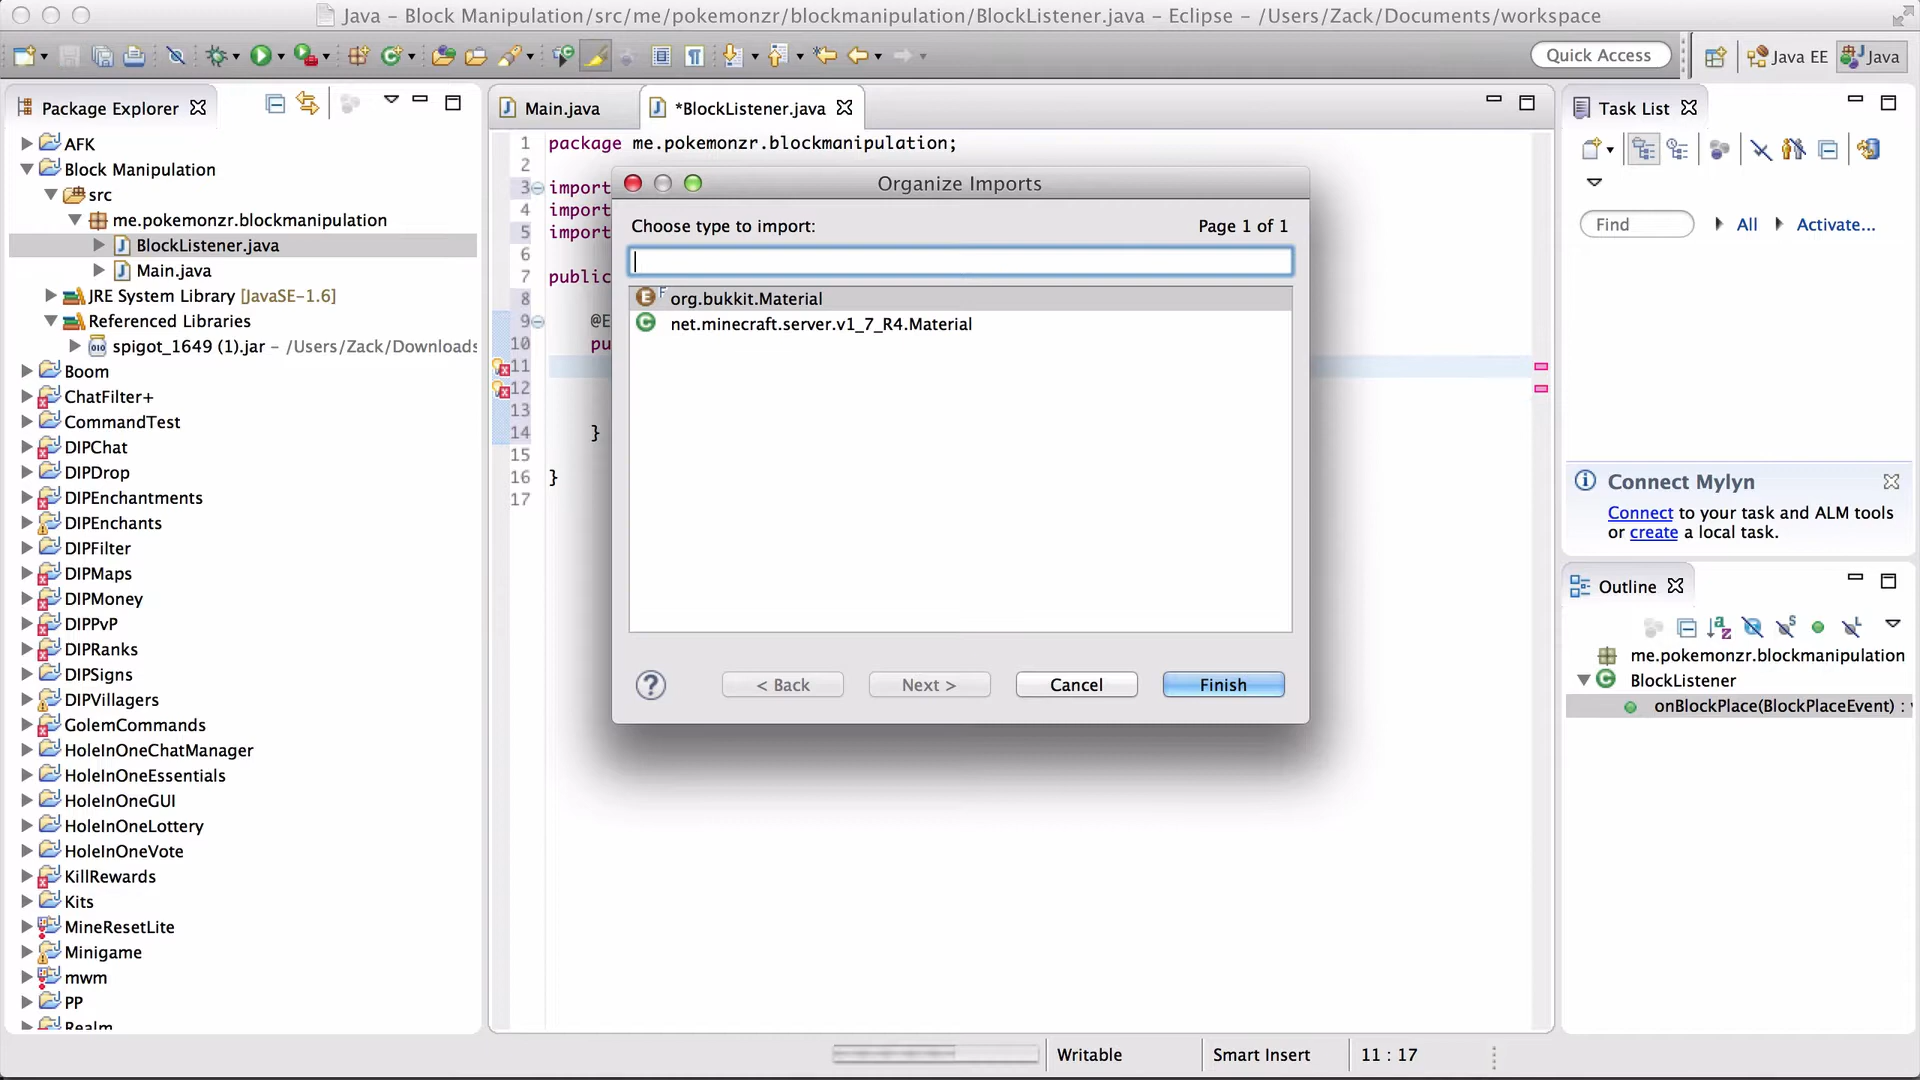 Java – Block Manipulation/src/me/pokemonzr/blockmanipulation/BlockListener.java – Eclipse – /Users/Zack/Documents/workspace
Quick Access
Java EE
Java
Package Explorer
AFK
Block Manipulation
src
me.pokemonzr.blockmanipulation
BlockListener.java
Main.java
JRE System Library [JavaSE-1.6]
Referenced Libraries
spigot_1649 (1).jar – /Users/Zack/Downloads
Boom
ChatFilter+
CommandTest
DIPChat
DIPDrop
DIPEnchantments
DIPEnchants
DIPFilter
DIPMaps
DIPMoney
DIPPvP
DIPRanks
DIPSigns
DIPVillagers
GolemCommands
HoleInOneChatManager
HoleInOneEssentials
HoleInOneGUI
HoleInOneLottery
HoleInOneVote
KillRewards
Kits
MineResetLite
Minigame
mwm
PP
Realm
Main.java
*BlockListener.java
1 package me.pokemonzr.blockmanipulation;
2
3 import
4 import
5 import
6
7 public
8
9 @E
10 pu
11
12
13
14 }
15
16 }
17
Organize Imports
Choose type to import:
Page 1 of 1
org.bukkit.Material
net.minecraft.server.v1_7_R4.Material
?
< Back
Next >
Cancel
Finish
Task List
Find
All
Activate...
Connect Mylyn
Connect to your task and ALM tools
or create a local task.
Outline
me.pokemonzr.blockmanipulation
BlockListener
onBlockPlace(BlockPlaceEvent) :
Writable
Smart Insert
11 : 17